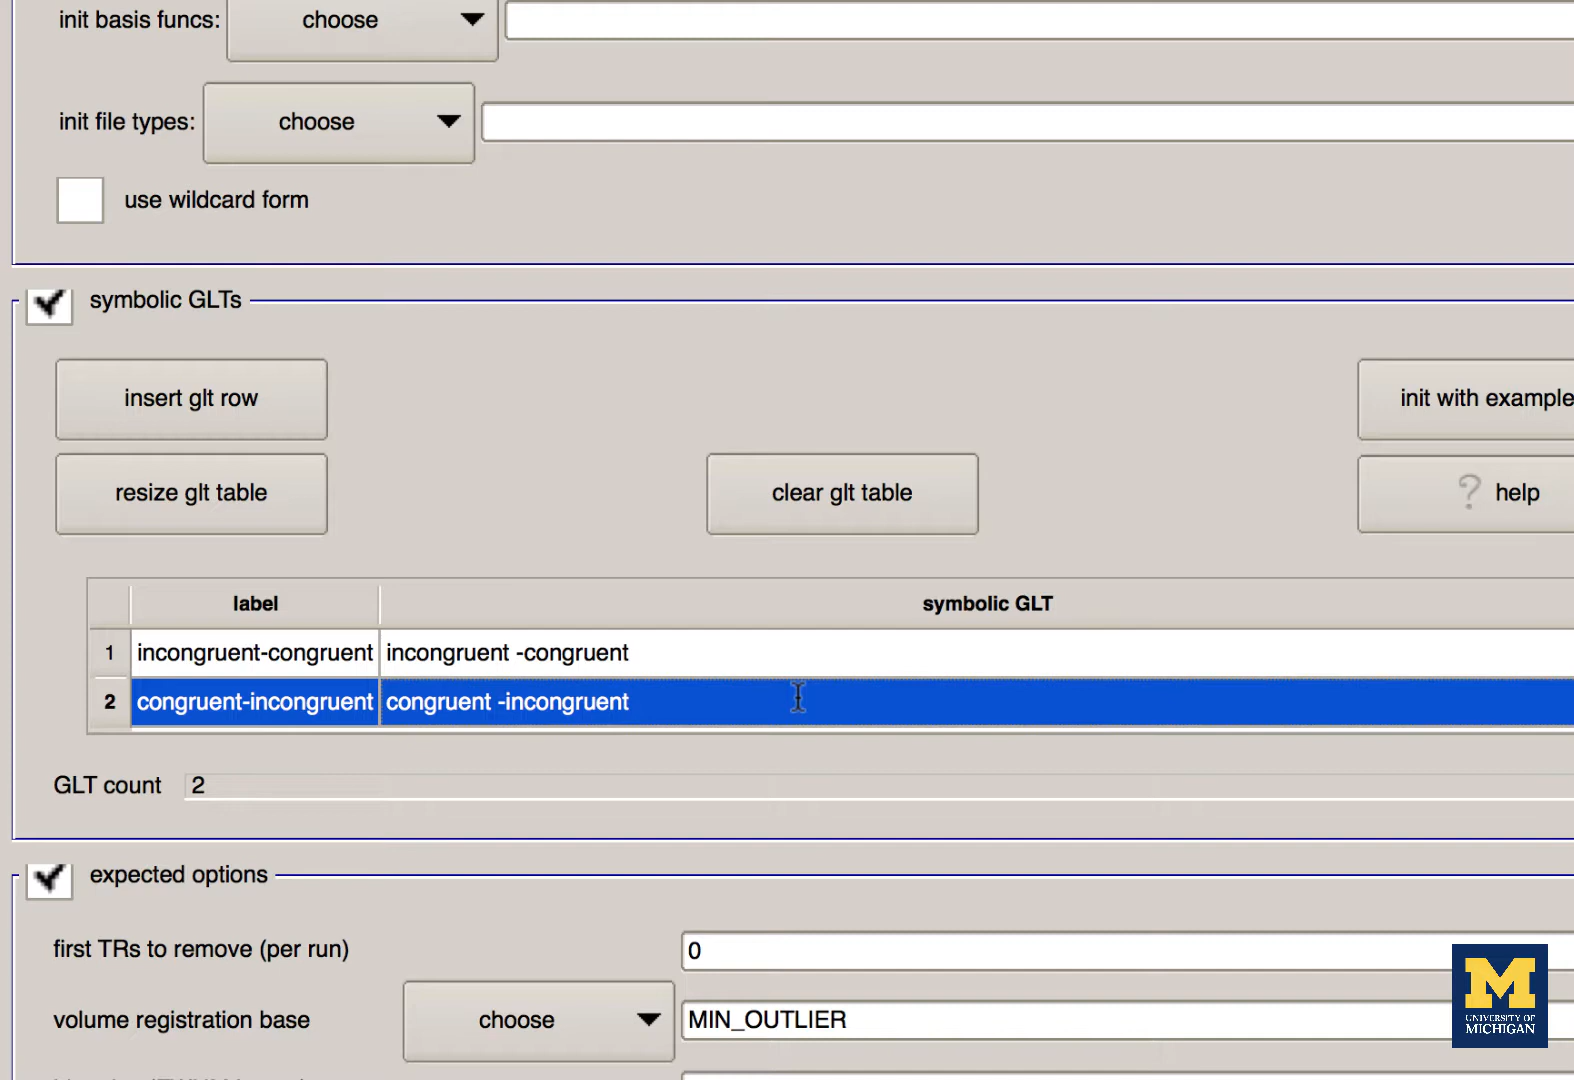 init basis funcs: choose
init file types: choose
use wildcard form
symbolic GLTs
insert glt row
init with example
resize glt table
clear glt table
? help
label symbolic GLT
1 incongruent-congruent incongruent -congruent
2 congruent-incongruent congruent -incongruent
GLT count 2
expected options
first TRs to remove (per run) 0
volume registration base choose MIN_OUTLIER
M
UNIVERSITY OF
MICHIGAN